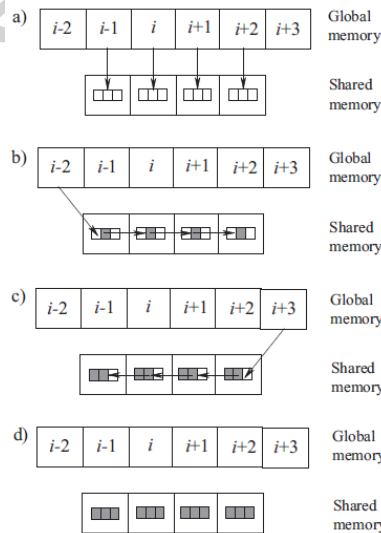 a) i-2 i-1 i i+1 i+2 i+3 Global memory
Shared memory
b) i-2 i-1 i i+1 i+2 i+3 Global memory
Shared memory
c) i-2 i-1 i i+1 i+2 i+3 Global memory
Shared memory
d) i-2 i-1 i i+1 i+2 i+3 Global memory
Shared memory